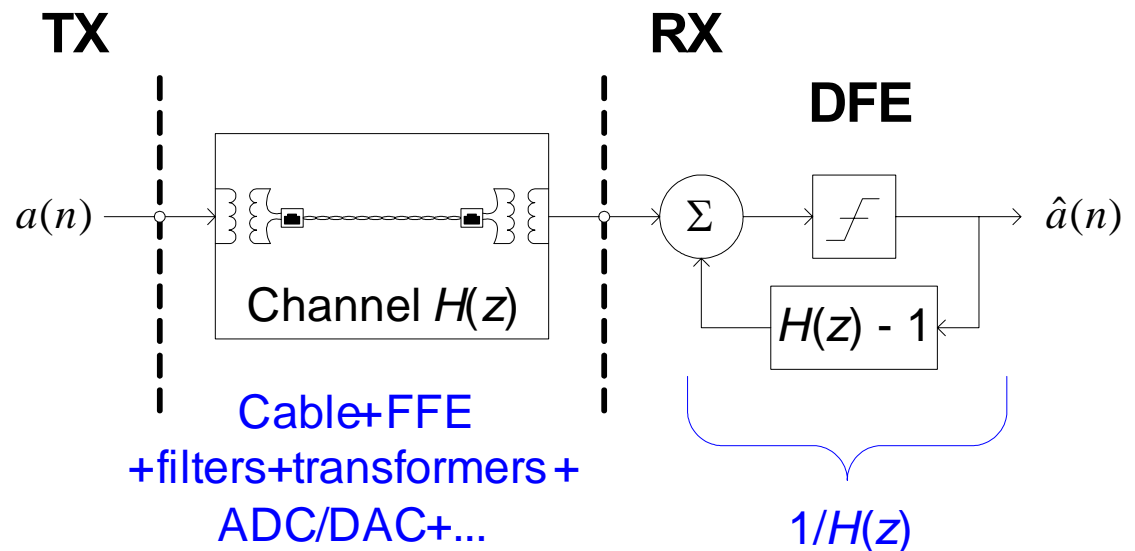 TX
RX
DFE
a(n)
Σ
â(n)
Channel H(z)
H(z) - 1
Cable+FFE
+filters+transformers +
ADC/DAC+...
1/H(z)